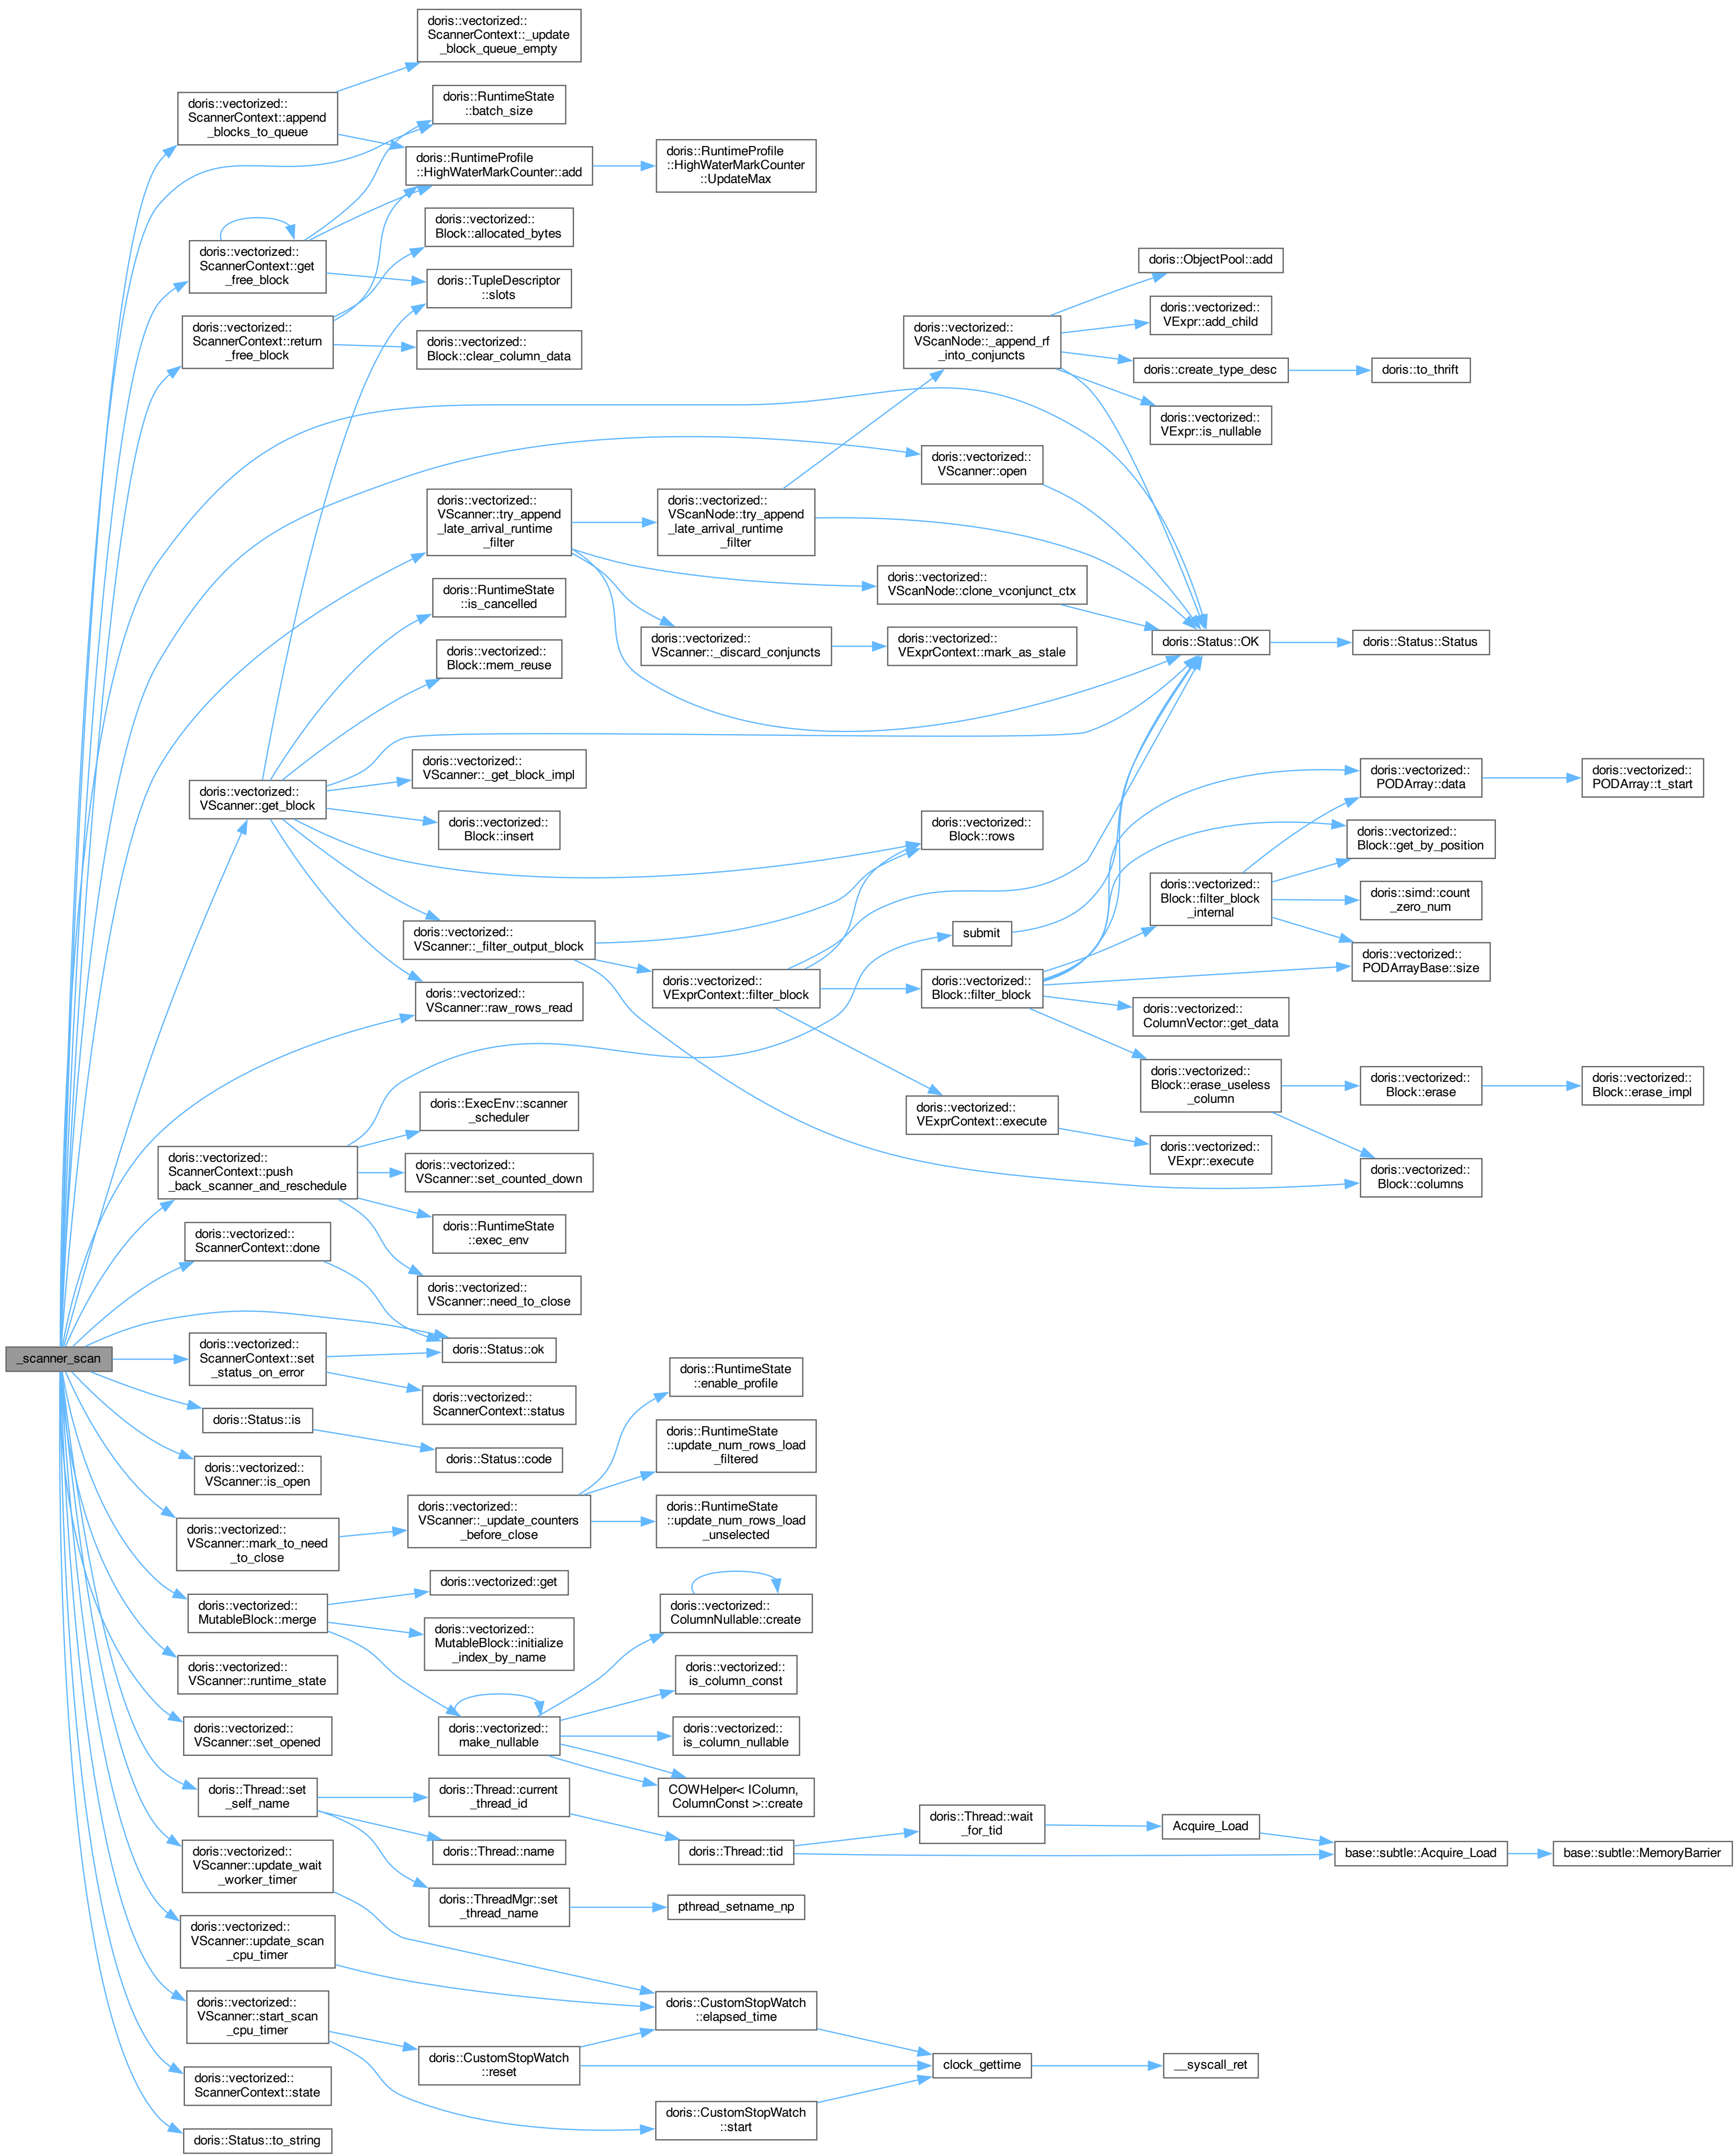 doris::vectorized::
ScannerContext::_update
_block_queue_empty
doris::vectorized::
ScannerContext::append
_blocks_to_queue
doris::RuntimeState
::batch_size
doris::RuntimeProfile
::HighWaterMarkCounter::add
doris::RuntimeProfile
::HighWaterMarkCounter
::UpdateMax
doris::vectorized::
Block::allocated_bytes
doris::vectorized::
ScannerContext::get
_free_block
doris::TupleDescriptor
::slots
doris::vectorized::
ScannerContext::return
_free_block
doris::vectorized::
Block::clear_column_data
doris::ObjectPool::add
doris::vectorized::
VExpr::add_child
doris::vectorized::
VScanNode::_append_rf
_into_conjuncts
doris::create_type_desc
doris::to_thrift
doris::vectorized::
VExpr::is_nullable
doris::vectorized::
VScanner::open
doris::vectorized::
VScanner::try_append
_late_arrival_runtime
_filter
doris::vectorized::
VScanNode::try_append
_late_arrival_runtime
_filter
doris::RuntimeState
::is_cancelled
doris::vectorized::
VScanNode::clone_vconjunct_ctx
doris::vectorized::
Block::mem_reuse
doris::vectorized::
VScanner::_discard_conjuncts
doris::vectorized::
VExprContext::mark_as_stale
doris::Status::OK
doris::Status::Status
doris::vectorized::
VScanner::_get_block_impl
doris::vectorized::
VScanner::get_block
doris::vectorized::
Block::insert
doris::vectorized::
Block::rows
doris::vectorized::
PODArray::data
doris::vectorized::
PODArray::t_start
doris::vectorized::
Block::get_by_position
doris::vectorized::
Block::filter_block
_internal
doris::simd::count
_zero_num
doris::vectorized::
VScanner::_filter_output_block
submit
doris::vectorized::
PODArrayBase::size
doris::vectorized::
VScanner::raw_rows_read
doris::vectorized::
VExprContext::filter_block
doris::vectorized::
Block::filter_block
doris::vectorized::
ColumnVector::get_data
doris::vectorized::
Block::erase_useless
_column
doris::vectorized::
Block::erase
doris::vectorized::
Block::erase_impl
doris::ExecEnv::scanner
_scheduler
doris::vectorized::
VExprContext::execute
doris::vectorized::
VExpr::execute
doris::vectorized::
Block::columns
doris::vectorized::
ScannerContext::push
_back_scanner_and_reschedule
doris::vectorized::
VScanner::set_counted_down
doris::RuntimeState
::exec_env
doris::vectorized::
ScannerContext::done
doris::vectorized::
VScanner::need_to_close
_scanner_scan
doris::vectorized::
ScannerContext::set
_status_on_error
doris::Status::ok
doris::vectorized::
ScannerContext::status
doris::RuntimeState
::enable_profile
doris::Status::is
doris::Status::code
doris::RuntimeState
::update_num_rows_load
_filtered
doris::vectorized::
VScanner::is_open
doris::vectorized::
VScanner::mark_to_need
_to_close
doris::vectorized::
VScanner::_update_counters
_before_close
doris::RuntimeState
::update_num_rows_load
_unselected
doris::vectorized::get
doris::vectorized::
MutableBlock::merge
doris::vectorized::
MutableBlock::initialize
_index_by_name
doris::vectorized::
ColumnNullable::create
doris::vectorized::
VScanner::runtime_state
doris::vectorized::
is_column_const
doris::vectorized::
VScanner::set_opened
doris::vectorized::
make_nullable
doris::vectorized::
is_column_nullable
COWHelper< IColumn,
ColumnConst >::create
doris::Thread::set
_self_name
doris::Thread::current
_thread_id
doris::Thread::name
doris::Thread::tid
doris::Thread::wait
_for_tid
Acquire_Load
base::subtle::Acquire_Load
base::subtle::MemoryBarrier
doris::vectorized::
VScanner::update_wait
_worker_timer
doris::ThreadMgr::set
_thread_name
pthread_setname_np
doris::vectorized::
VScanner::update_scan
_cpu_timer
doris::vectorized::
VScanner::start_scan
_cpu_timer
doris::CustomStopWatch
::elapsed_time
doris::CustomStopWatch
::reset
clock_gettime
__syscall_ret
doris::vectorized::
ScannerContext::state
doris::CustomStopWatch
::start
doris::Status::to_string